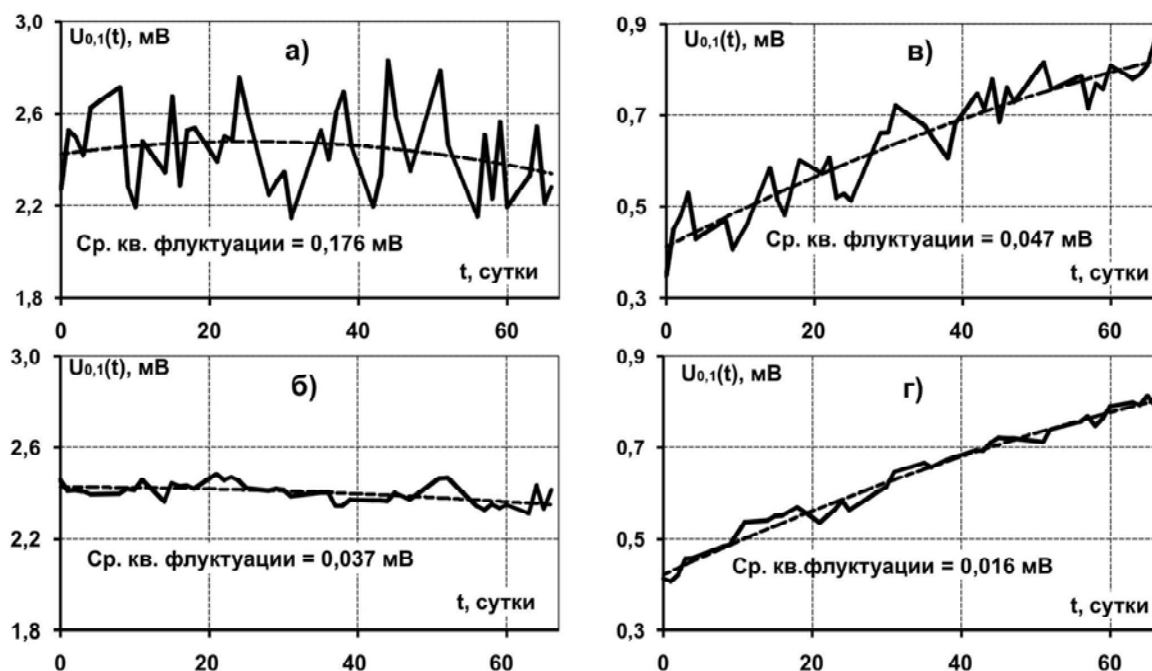 3,0
U0,1(t), мВ
а)
2,6
2,2
Ср. кв. флуктуации = 0,176 мВ
t, сутки
1,8
0 20 40 60
0,9
U0,1(t), мВ
в)
0,7
0,5
Ср. кв. флуктуации = 0,047 мВ
t, сутки
0,3
0 20 40 60
3,0
U0,1(t), мВ
б)
2,6
2,2
Ср. кв. флуктуации = 0,037 мВ
t, сутки
1,8
0 20 40 60
0,9
U0,1(t), мВ
г)
0,7
0,5
Ср. кв.флуктуации = 0,016 мВ
t, сутки
0,3
0 20 40 60